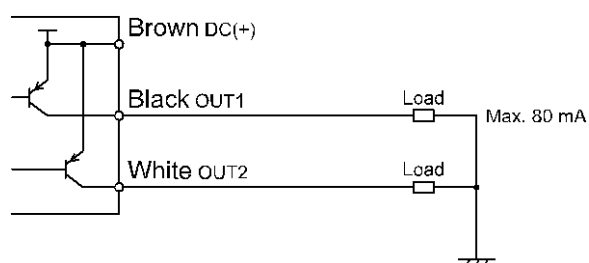 Brown DC(+)
Black OUT1
Load
Max. 80 mA
White OUT2
Load